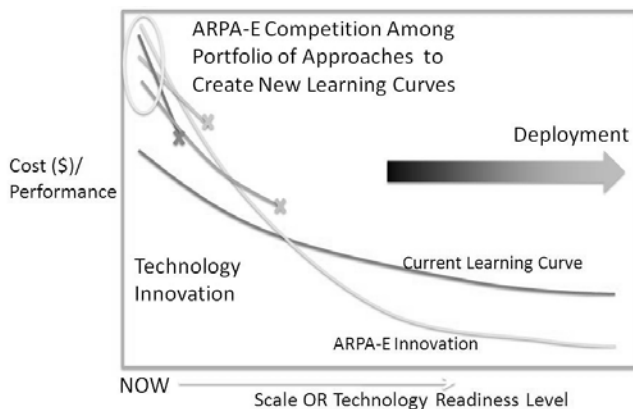 ARPA-E Competition Among
Portfolio of Approaches to
Create New Learning Curves
Deployment
Cost ($)/
Performance
Technology
Innovation
Current Learning Curve
ARPA-E Innovation
NOW
Scale OR Technology Readiness Level